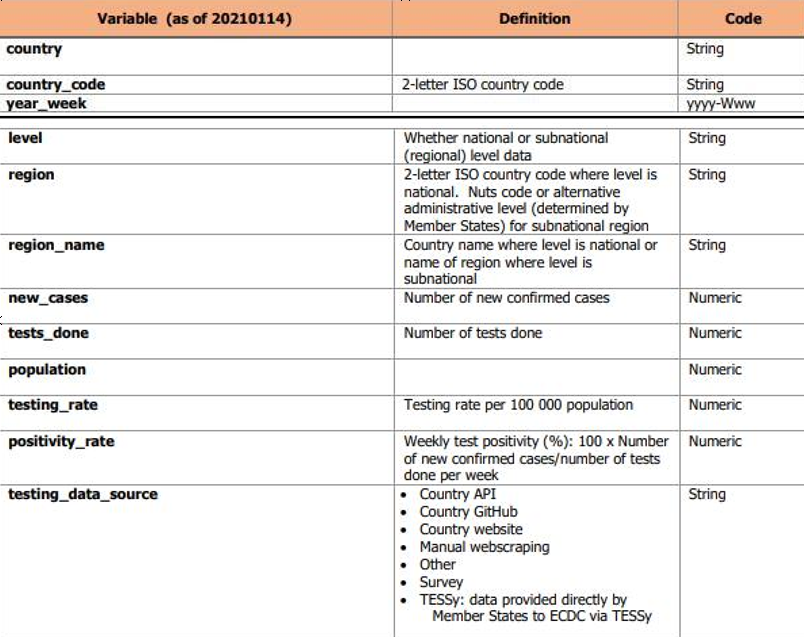 Variable (as of 20210114) Definition Code
country String
country_code 2-letter ISO country code String
year_week yyyy-Www
level Whether national or subnational String
(regional) level data
region 2-letter ISO country code where level is String
national. Nuts code or alternative
administrative level (determined by
Member States) for subnational region
region_name Country name where level is national or String
name of region where level is
subnational
new_cases Number of new confirmed cases Numeric
tests_done Number of tests done Numeric
population Numeric
testing_rate Testing rate per 100 000 population Numeric
positivity_rate Weekly test positivity (%): 100 x Number Numeric
of new confirmed cases/number of tests
done per week
testing_data_source • Country API String
• Country GitHub
• Country website
• Manual webscraping
• Other
• Survey
• TESSy: data provided directly by
Member States to ECDC via TESSy